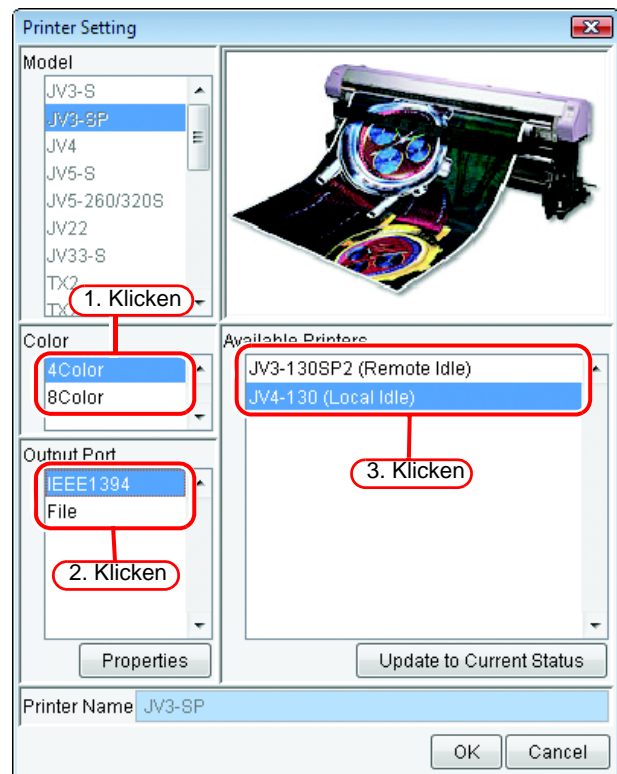 Printer Setting
Model
JV3-S
JV3-SP
JV4
JV5-S
JV5-260/320S
JV22
JV33-S
TX2
1. Klicken
Color
4Color
8Color
Available Printers
JV3-130SP2 (Remote Idle)
JV4-130 (Local Idle)
3. Klicken
Output Port
IEEE1394
File
2. Klicken
Properties
Update to Current Status
Printer Name JV3-SP
OK Cancel